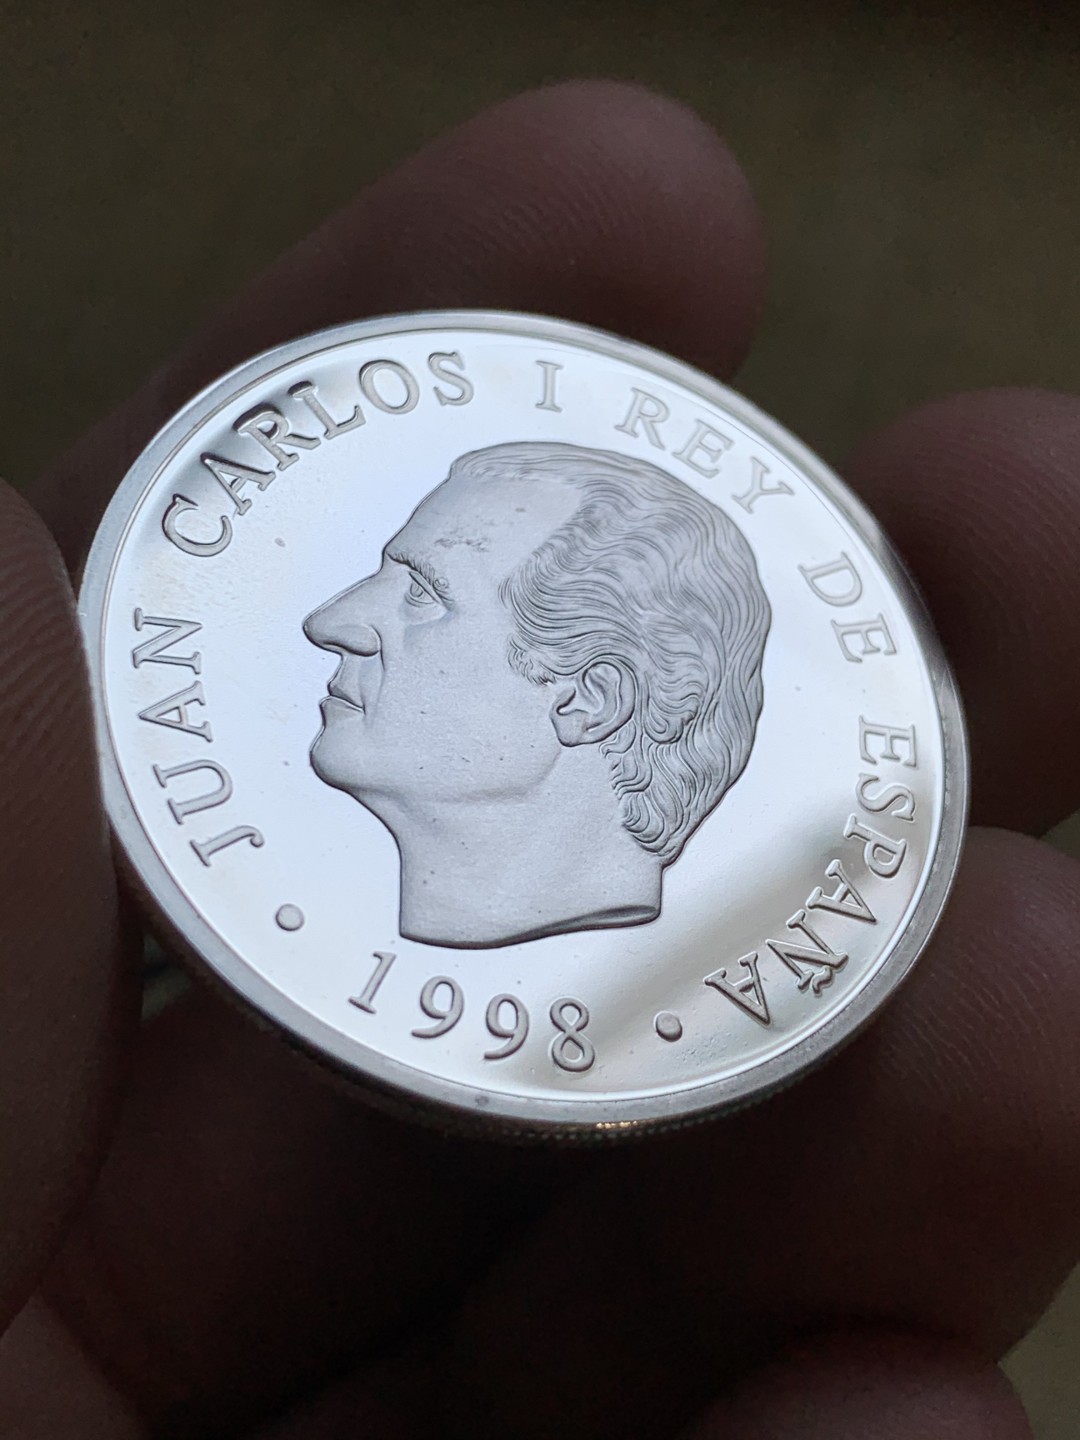 JUAN CARLOS I REY DE ESPAÑA
• 1998 •